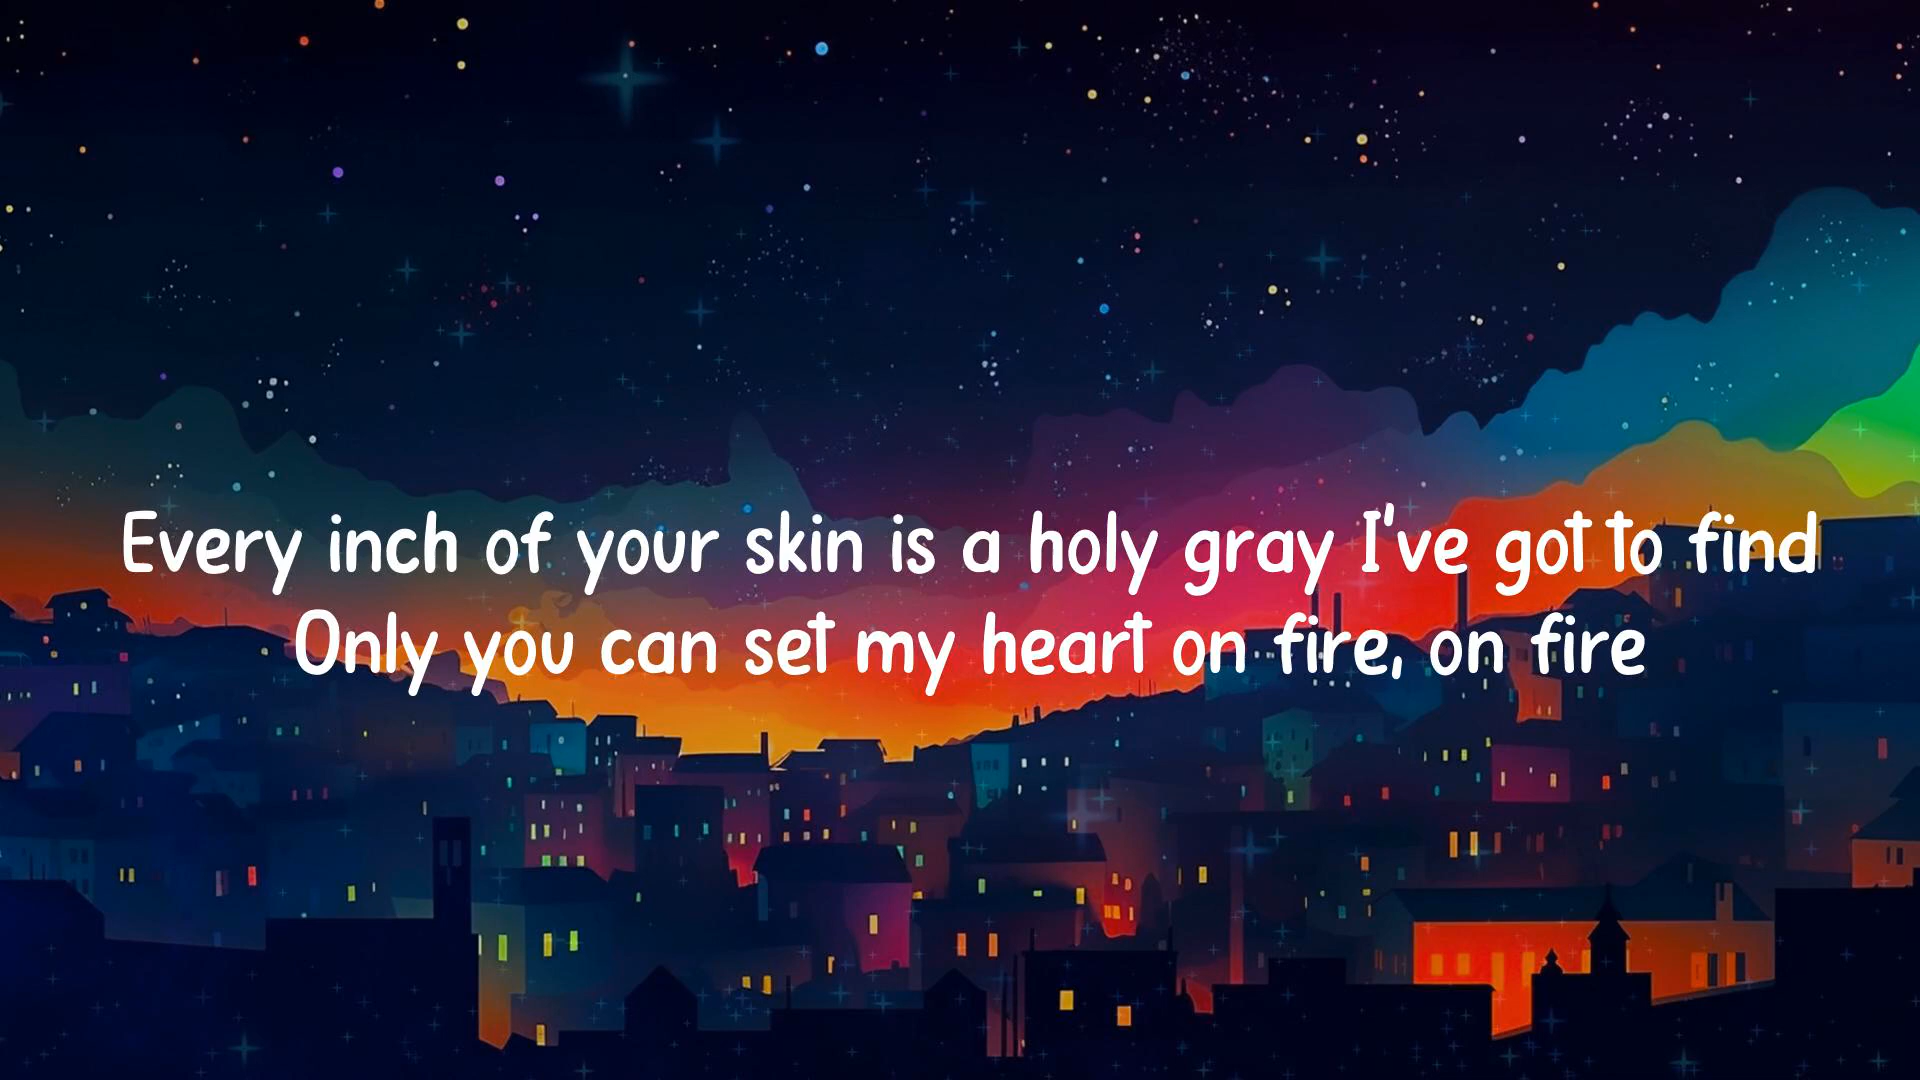 Every inch of your skin is a holy gray I've got to find
Only you can set my heart on fire, on fire